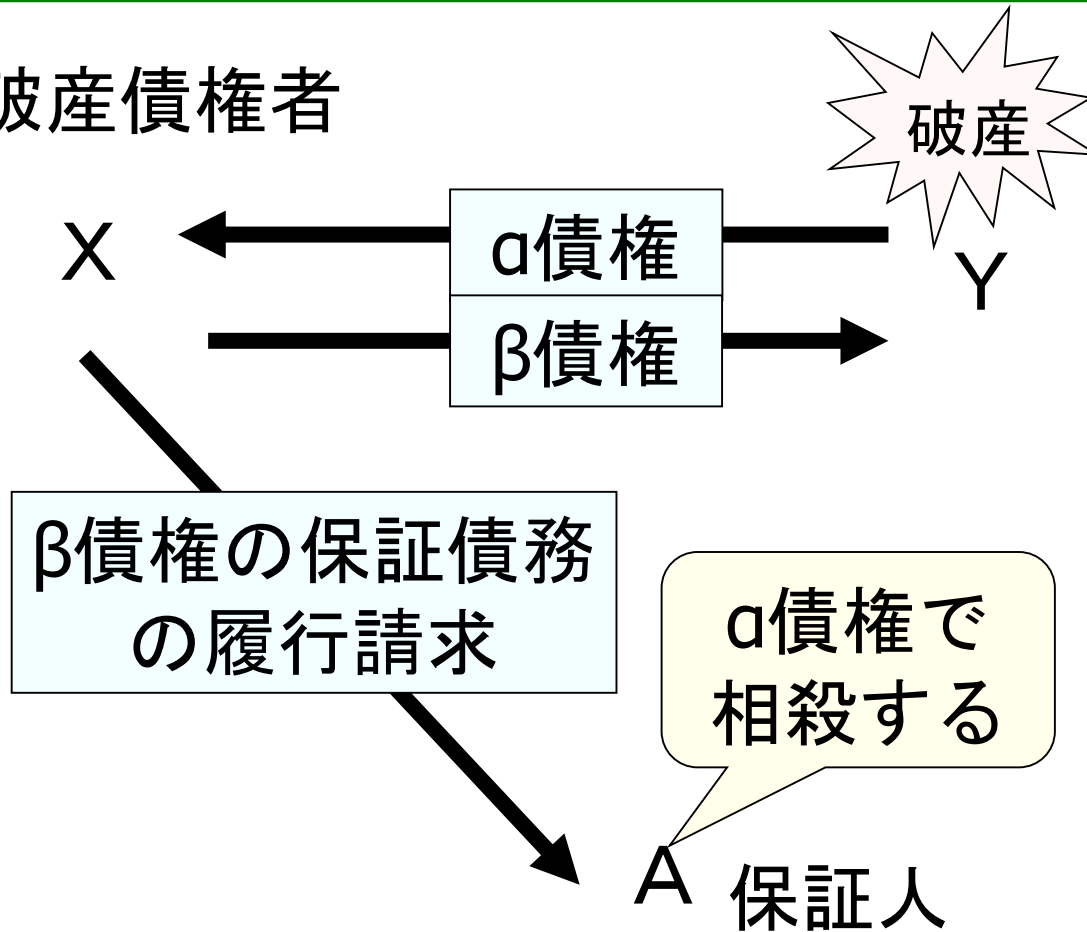 破産債権者
破産
X
α債権
Y
β債権
β債権の保証債務
の履行請求
α債権で
相殺する
A 保証人